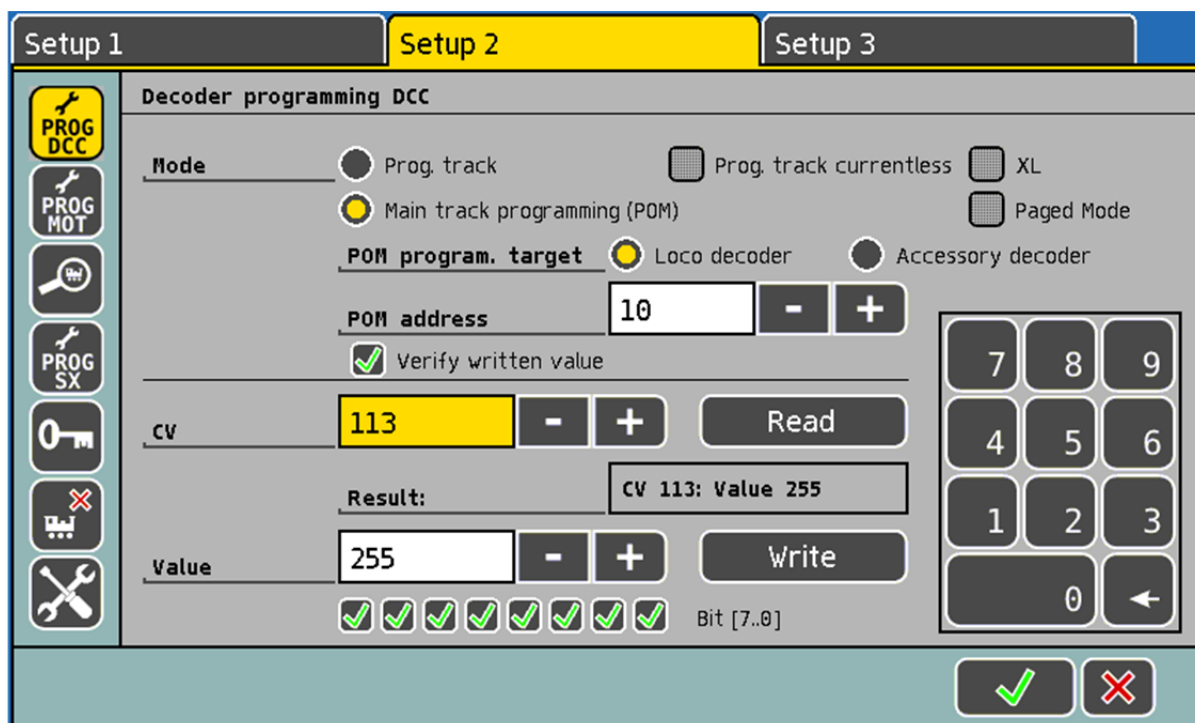 Setup 1 Setup 2 Setup 3
Decoder programming DCC
PROG
DCC
PROG
MOT
PROG
SX
Mode Prog. track Prog. track currentless XL
Main track programming (POM) Paged Mode
POM program. target Loco decoder Accessory decoder
POM address 10 - +
Verify written value
CV 113 - + Read
Result: CV 113: Value 255
Value 255 - + Write
Bit [7..0]
7 8 9
4 5 6
1 2 3
0